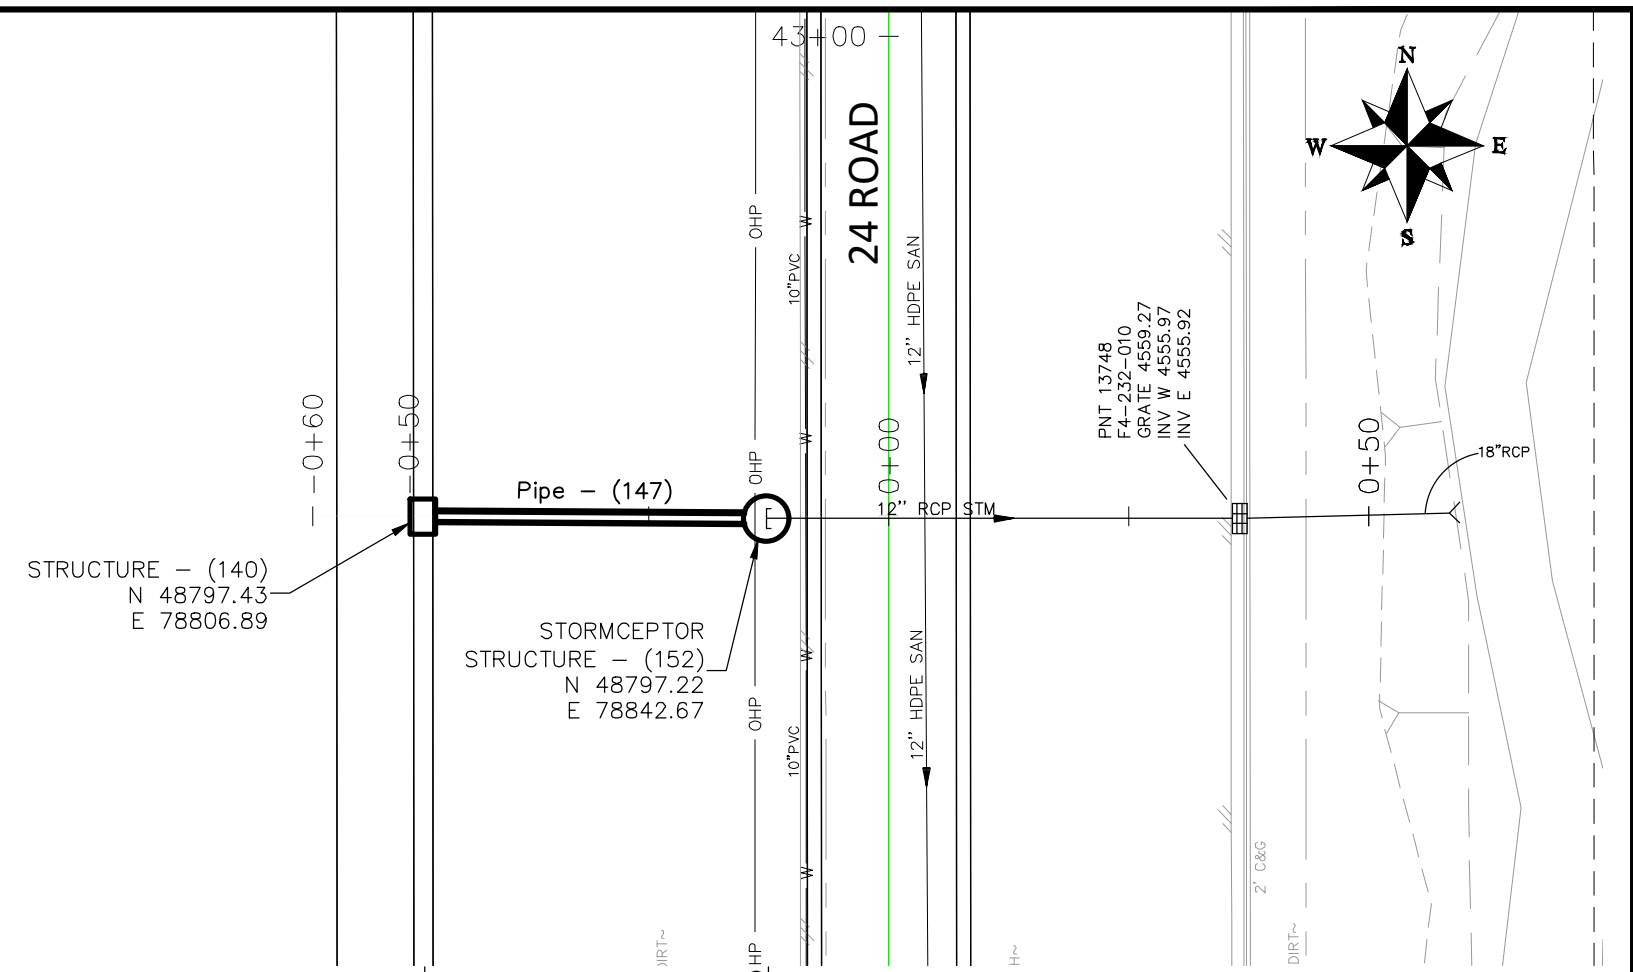 43+00
N
W
E
S
24 ROAD
OHP
W
10"PVC
12" HDPE SAN
PNT 13748
F4-232-010
GRATE 4559.27
INV W 4555.97
INV E 4555.92
-0+60
-0+50
0+00
0+50
OHP
W
18"RCP
Pipe - (147)
E
12" RCP STM
STRUCTURE - (140)
N 48797.43
E 78806.89
STORMCEPTOR
STRUCTURE - (152)
N 48797.22
E 78842.67
W
12" HDPE SAN
OHP
10"PVC
W
2' C&G
DIRT~
OHP
H~
DIRT~